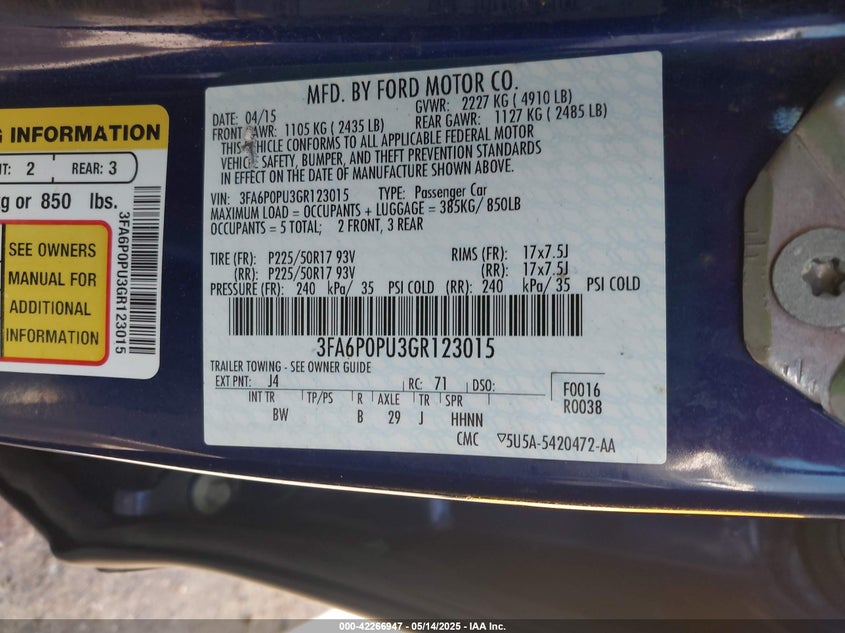 G INFORMATION
NT: 2 REAR: 3
kg or 850 lbs.
SEE OWNERS
MANUAL FOR
ADDITIONAL
INFORMATION
3FA6P0PU3GR123015
MFD. BY FORD MOTOR CO.
DATE: 04/15 GVWR: 2227 KG ( 4910 LB)
FRONT GAWR: 1105 KG ( 2435 LB) REAR GAWR: 1127 KG ( 2485 LB)
THIS VEHICLE CONFORMS TO ALL APPLICABLE FEDERAL MOTOR
VEHICLE SAFETY, BUMPER, AND THEFT PREVENTION STANDARDS
IN EFFECT ON THE DATE OF MANUFACTURE SHOWN ABOVE.
VIN: 3FA6P0PU3GR123015 TYPE: Passenger Car
MAXIMUM LOAD = OCCUPANTS + LUGGAGE = 385KG/ 850LB
OCCUPANTS = 5 TOTAL; 2 FRONT, 3 REAR
TIRE (FR): P225/50R17 93V RIMS (FR): 17x7.5J
(RR): P225/50R17 93V (RR): 17x7.5J
PRESSURE (FR): 240 kPa/ 35 PSI COLD (RR): 240 kPa/ 35 PSI COLD
3FA6P0PU3GR123015
TRAILER TOWING - SEE OWNER GUIDE
EXT PNT: J4 RC: 71 DSO:
F0016
R0038
INT TR TP/PS R AXLE TR SPR
BW B 29 J HHNN
CMC ▽5U5A-5420472-AA
000-42266947 - 05/14/2025 - IAA Inc.